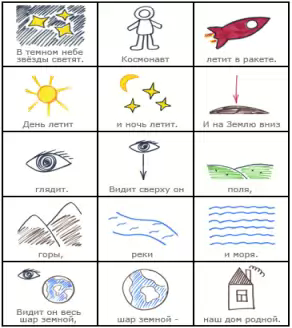 В темном небе
звёзды светят.
Космонавт
летит в ракете.
День летит
и ночь летит.
И на Землю вниз
глядит.
Видит сверху он
поля,
горы,
реки
и моря.
Видит он весь
шар земной,
шар земной -
наш дом родной.